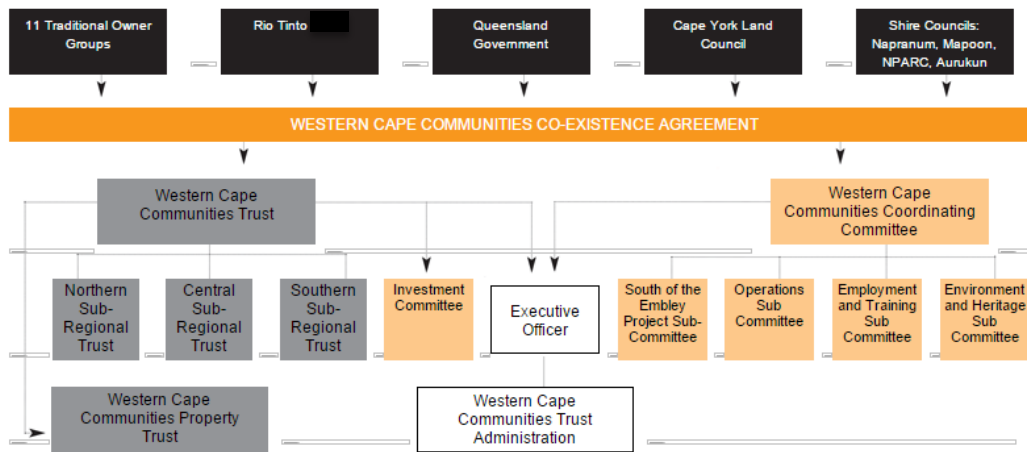 11 Traditional Owner
Groups
Rio Tinto
Queensland
Government
Cape York Land
Council
Shire Councils:
Napranum, Mapoon,
NPARC, Aurukun
WESTERN CAPE COMMUNITIES CO-EXISTENCE AGREEMENT
Western Cape
Communities Trust
Western Cape
Communities Coordinating
Committee
Northern
Sub-
Regional
Trust
Central
Sub-
Regional
Trust
Southern
Sub-
Regional
Trust
Investment
Committee
Executive
Officer
South of the
Embley
Project Sub-
Committee
Operations
Sub
Committee
Employment
and Training
Sub
Committee
Environment
and Heritage
Sub
Committee
Western Cape
Communities Property
Trust
Western Cape
Communities Trust
Administration